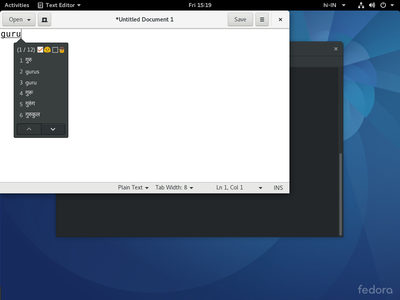 Activities Text Editor Fri 15:19 hi-IN
Open *Untitled Document 1 Save
guru
(1 / 12)
1 गुरु
2 gurus
3 guru
4 गुरू
6 गुरुकुल
Plain Text Tab Width: 8 Ln 1, Col 1 INS
fedora